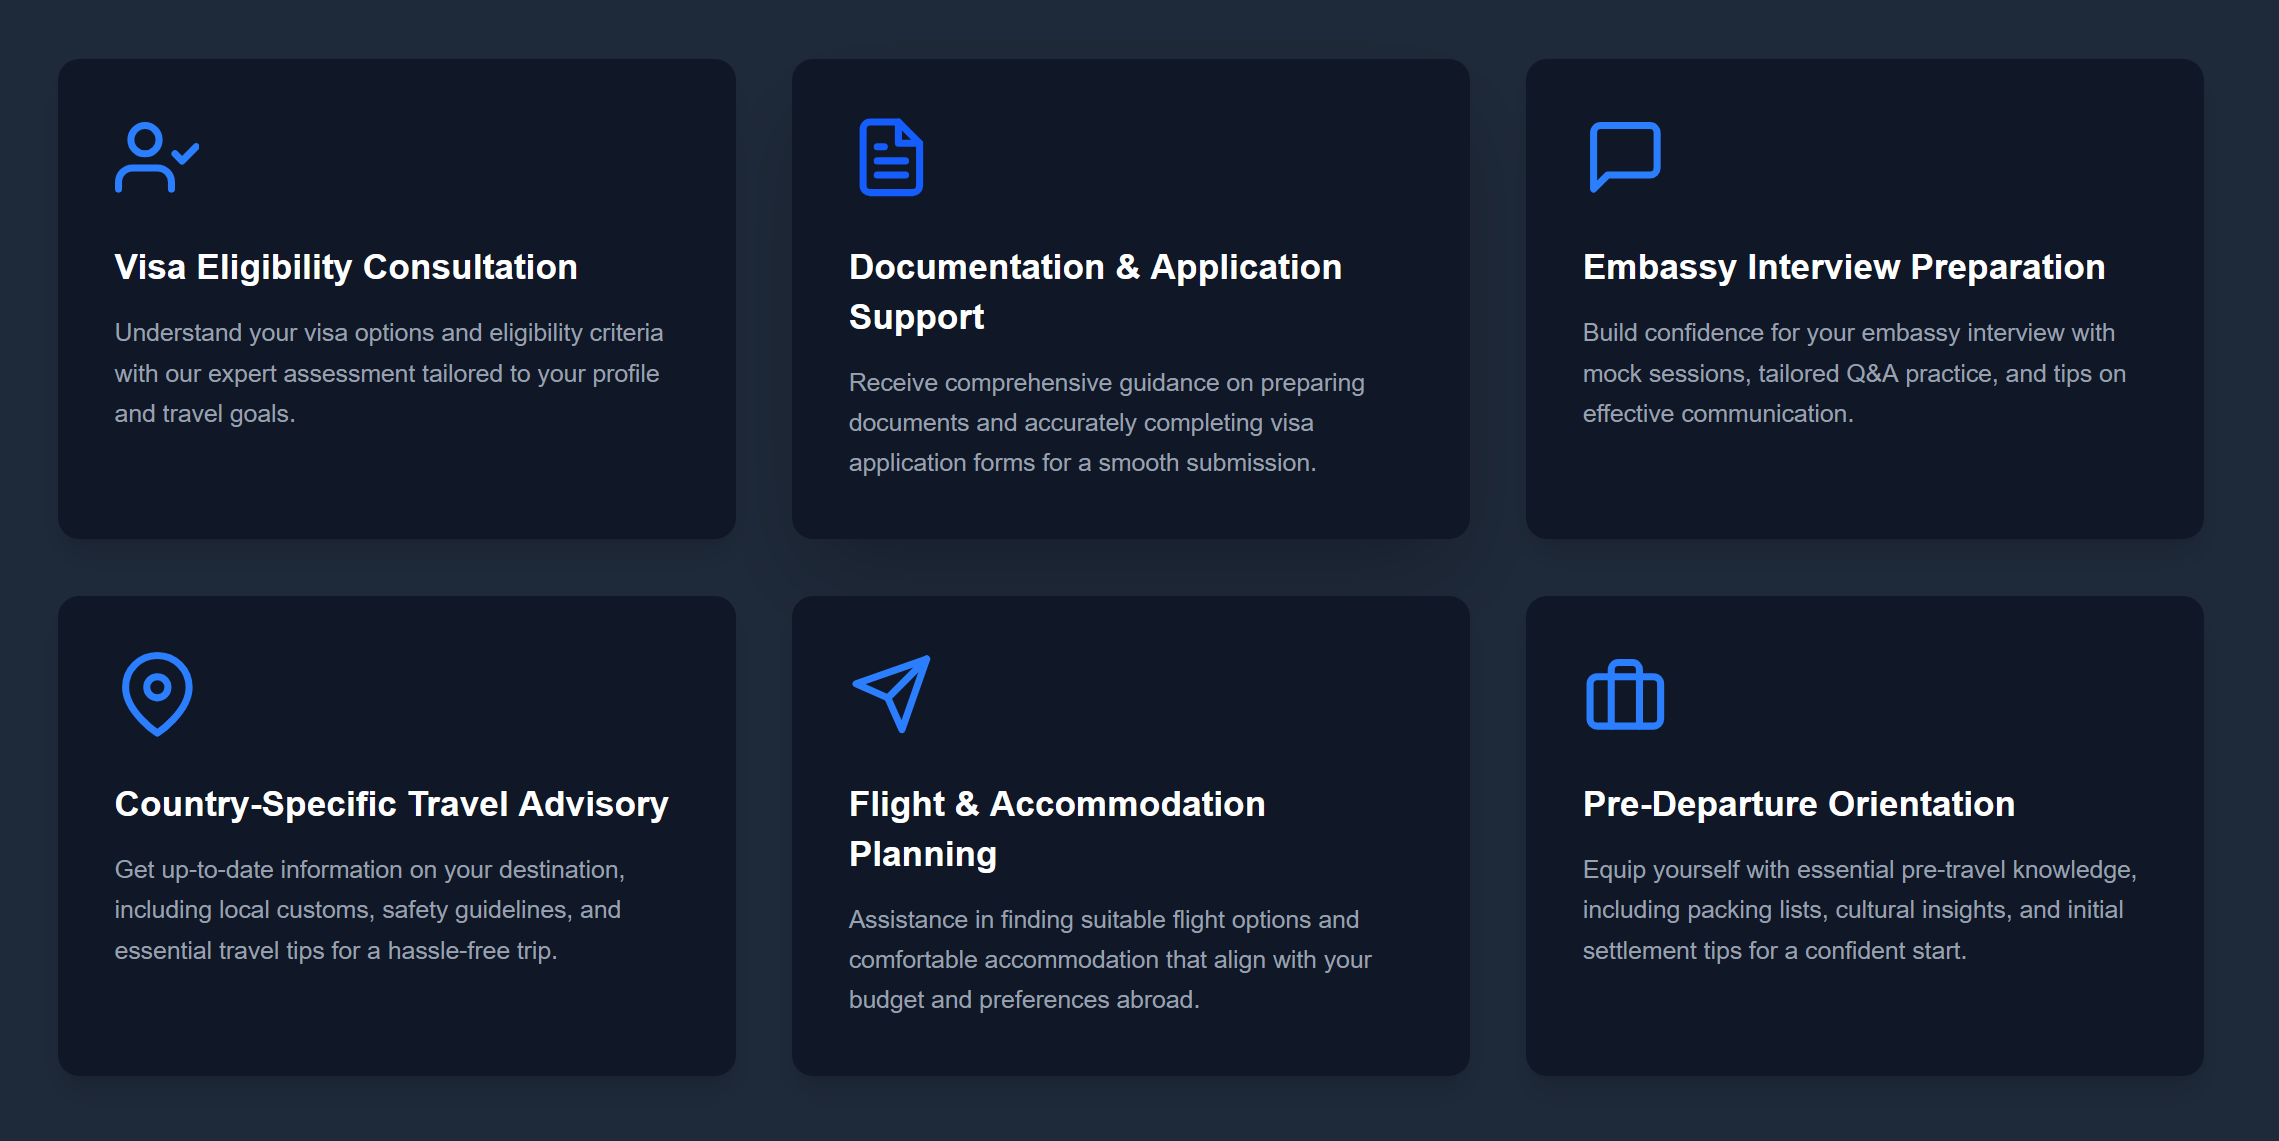 Visa Eligibility Consultation
Understand your visa options and eligibility criteria
with our expert assessment tailored to your profile
and travel goals.
Documentation & Application
Support
Receive comprehensive guidance on preparing
documents and accurately completing visa
application forms for a smooth submission.
Embassy Interview Preparation
Build confidence for your embassy interview with
mock sessions, tailored Q&A practice, and tips on
effective communication.
Country-Specific Travel Advisory
Get up-to-date information on your destination,
including local customs, safety guidelines, and
essential travel tips for a hassle-free trip.
Flight & Accommodation
Planning
Assistance in finding suitable flight options and
comfortable accommodation that align with your
budget and preferences abroad.
Pre-Departure Orientation
Equip yourself with essential pre-travel knowledge,
including packing lists, cultural insights, and initial
settlement tips for a confident start.